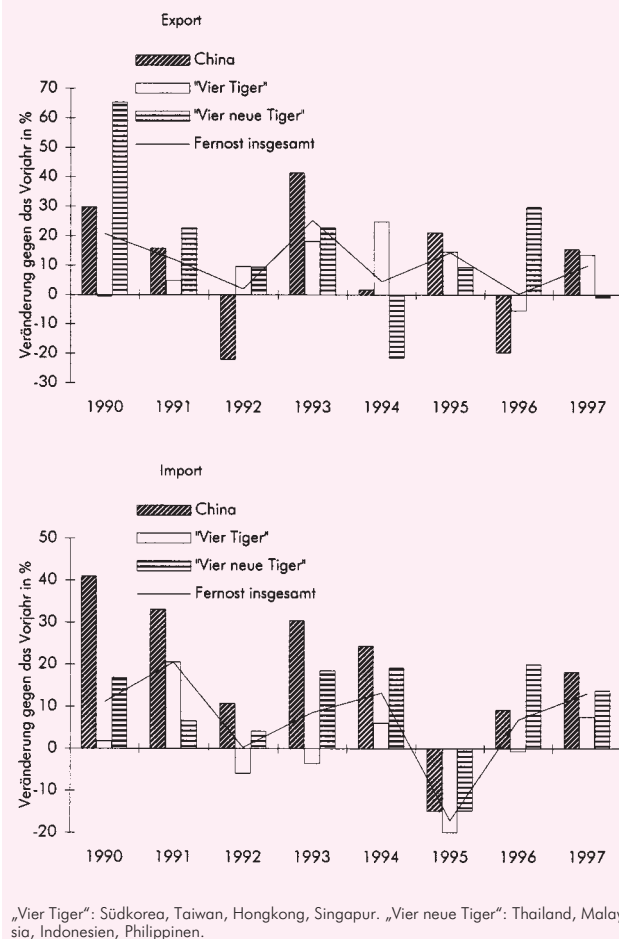 Export
China
"Vier Tiger"
"Vier neue Tiger"
Fernost insgesamt
Veränderung gegen das Vorjahr in %
70
60
50
40
30
20
10
0
-10
-20
-30
1990 1991 1992 1993 1994 1995 1996 1997
Import
China
"Vier Tiger"
"Vier neue Tiger"
Fernost insgesamt
Veränderung gegen das Vorjahr in %
50
40
30
20
10
0
-10
-20
1990 1991 1992 1993 1994 1995 1996 1997
„Vier Tiger“: Südkorea, Taiwan, Hongkong, Singapur. „Vier neue Tiger“: Thailand, Malay
sia, Indonesien, Philippinen.